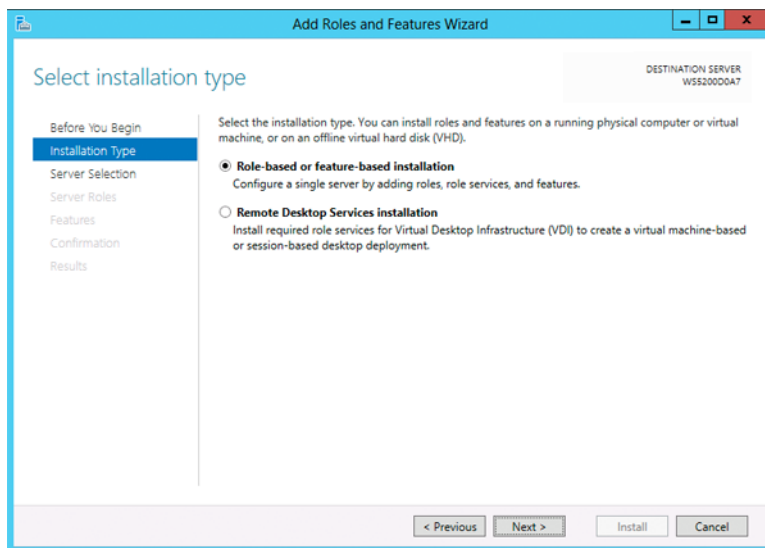 Add Roles and Features Wizard
Select installation type
DESTINATION SERVER
WS5200D0A7
Before You Begin
Installation Type
Server Selection
Server Roles
Features
Confirmation
Results
Select the installation type. You can install roles and features on a running physical computer or virtual
machine, or on an offline virtual hard disk (VHD).
Role-based or feature-based installation
Configure a single server by adding roles, role services, and features.
Remote Desktop Services installation
Install required role services for Virtual Desktop Infrastructure (VDI) to create a virtual machine-based
or session-based desktop deployment.
< Previous
Next >
Install
Cancel